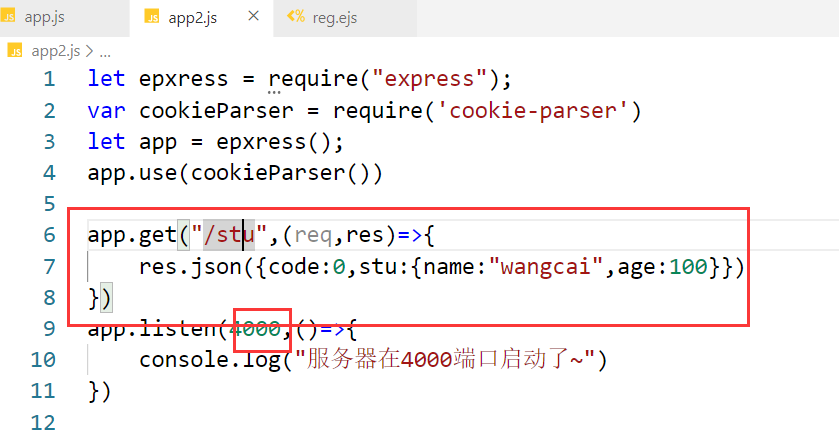 JS app.js JS app2.js × <% reg.ejs
JS app2.js > ...
1 let epxress = require("express");
2 var cookieParser = require('cookie-parser')
3 let app = epxress();
4 app.use(cookieParser())
5
6 app.get("/stu",(req,res)=>{
7 res.json({code:0,stu:{name:"wangcai",age:100}})
8 })
9 app.listen(4000,()=>{
10 console.log("服务器在4000端口启动了~")
11 })
12